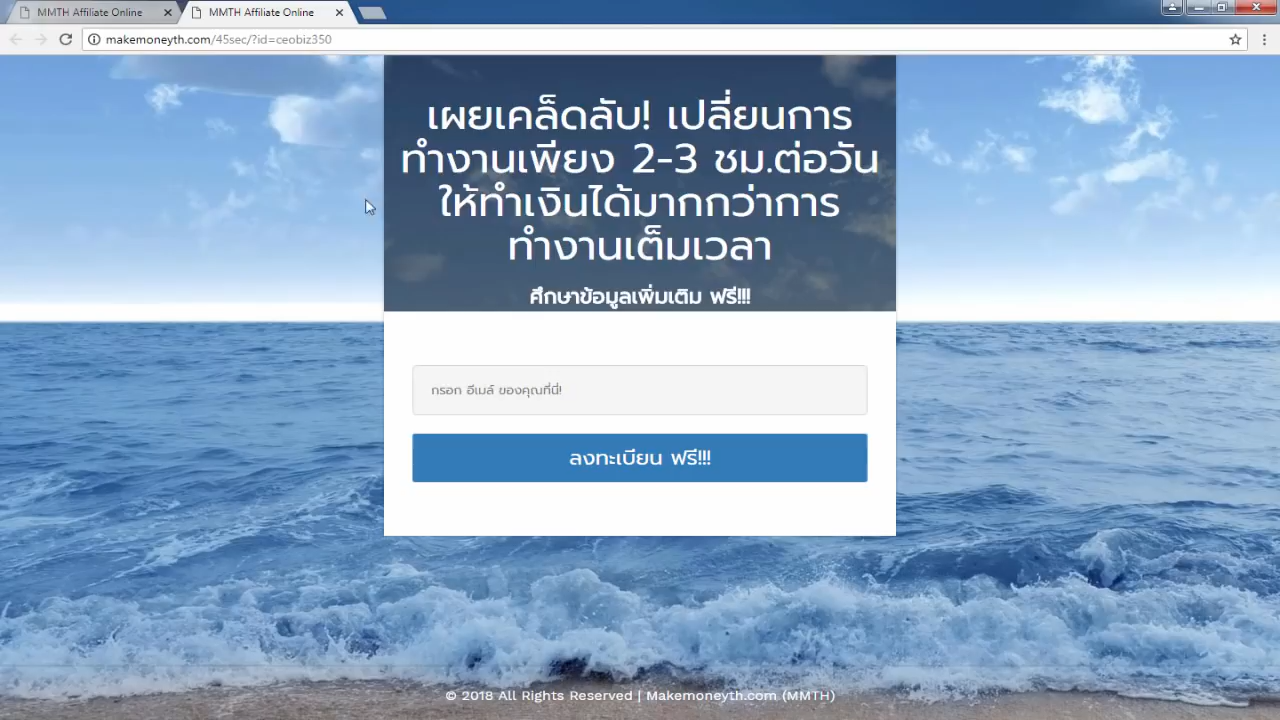 MMTH Affiliate Online
MMTH Affiliate Online
makemoneyth.com/45sec/?id=ceobiz350
เผยเคล็ดลับ! เปลี่ยนการ
ทำงานเพียง 2-3 ชม.ต่อวัน
ให้ทำเงินได้มากกว่าการ
ทำงานเต็มเวลา
ศึกษาข้อมูลเพิ่มเติม ฟรี!!!
กรอก อีเมล์ ของคุณที่นี่!
ลงทะเบียน ฟรี!!!
© 2018 All Rights Reserved | Makemoneyth.com (MMTH)